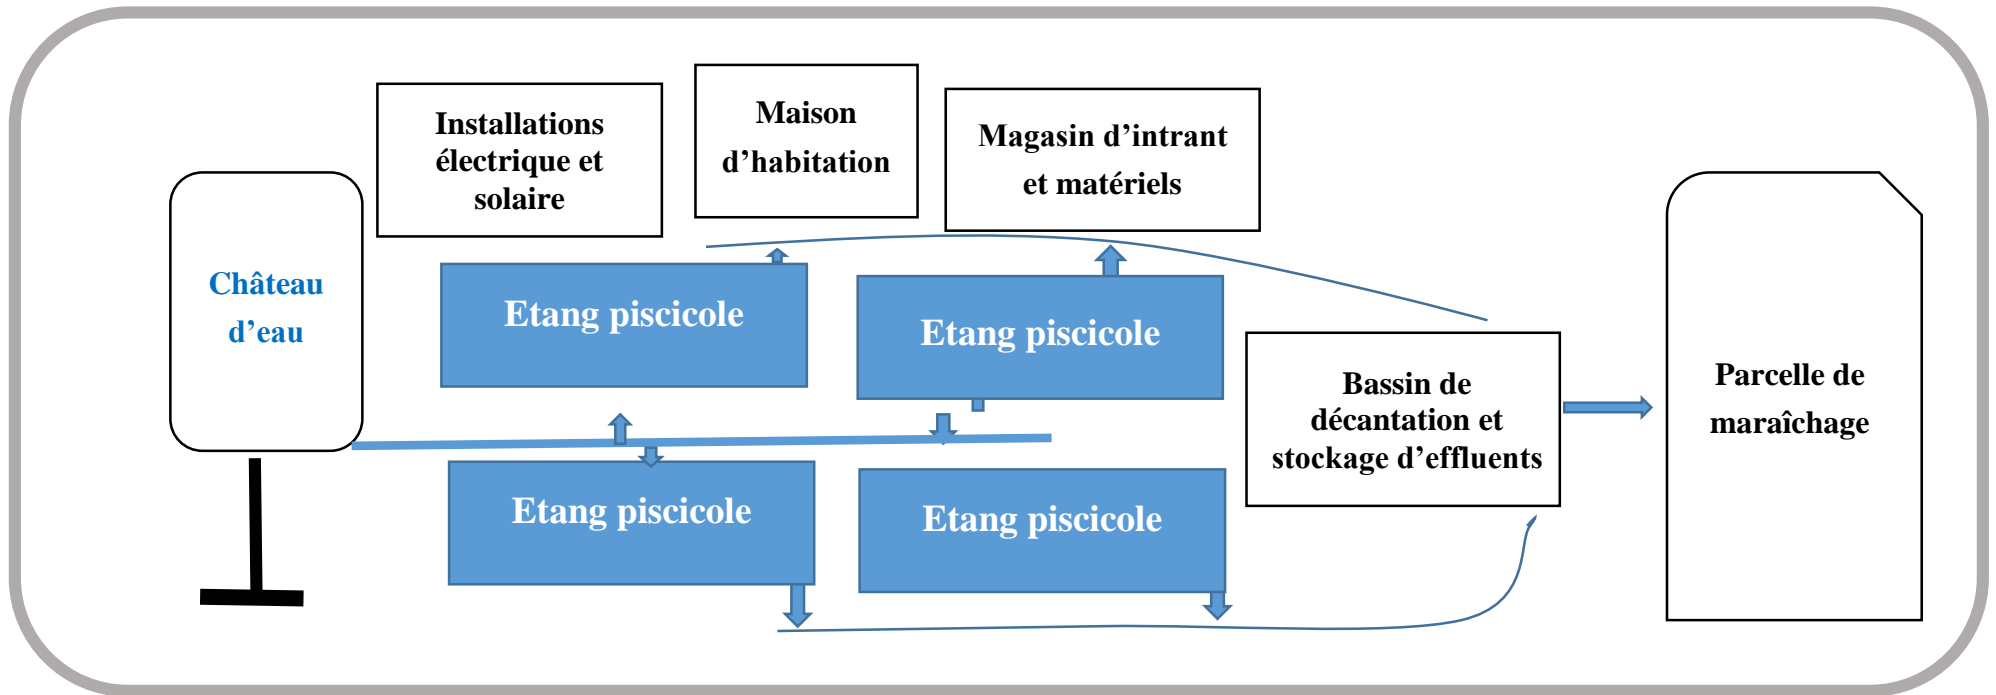 Installations
électrique et
solaire
Maison
d’habitation
Magasin d’intrant
et matériels
Château
d’eau
Etang piscicole
Etang piscicole
Bassin de
décantation et
stockage d’effluents
Parcelle de
maraîchage
Etang piscicole
Etang piscicole